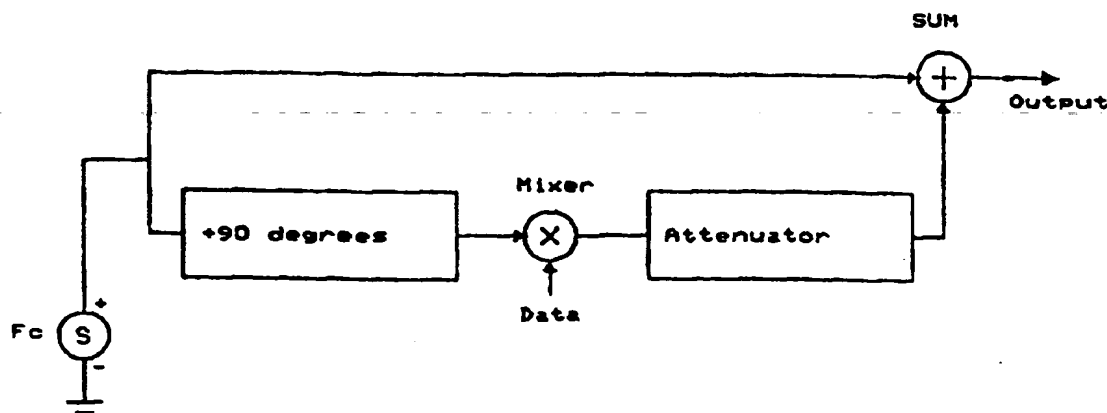 SUM
+
Output
Mixer
+90 degrees
X
Attenuator
Data
+
Fc
S
-